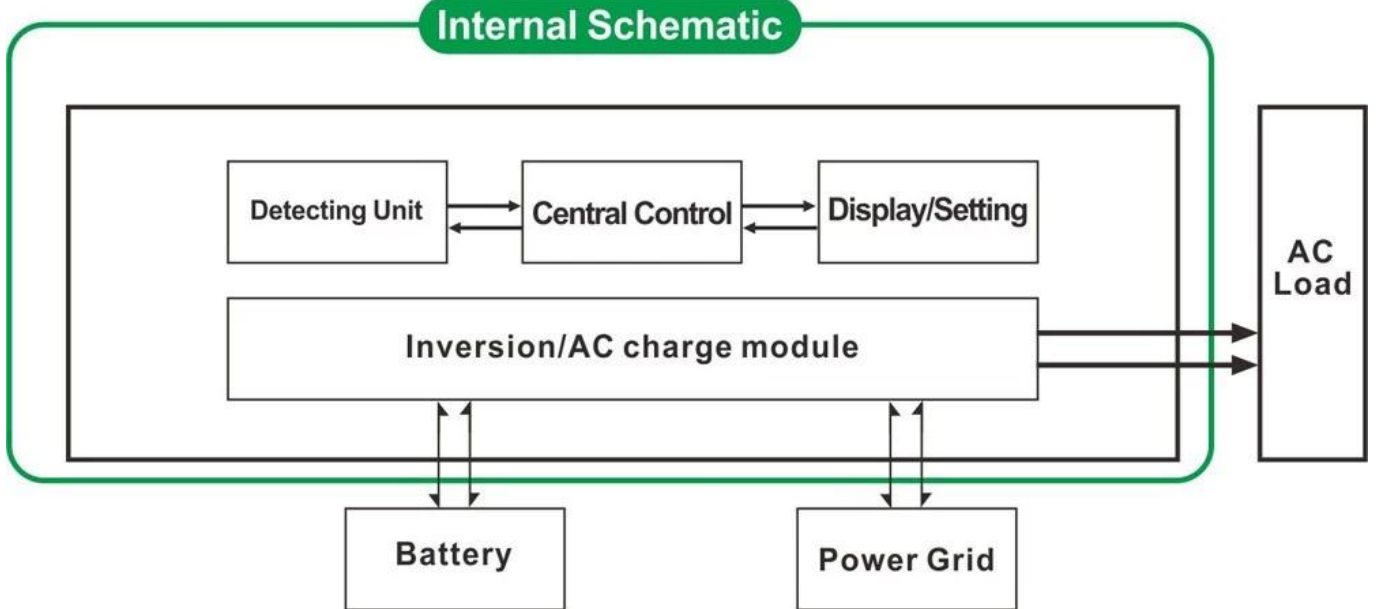 Internal Schematic
Detecting Unit
Central Control
Display/Setting
AC
Load
Inversion/AC charge module
Battery
Power Grid